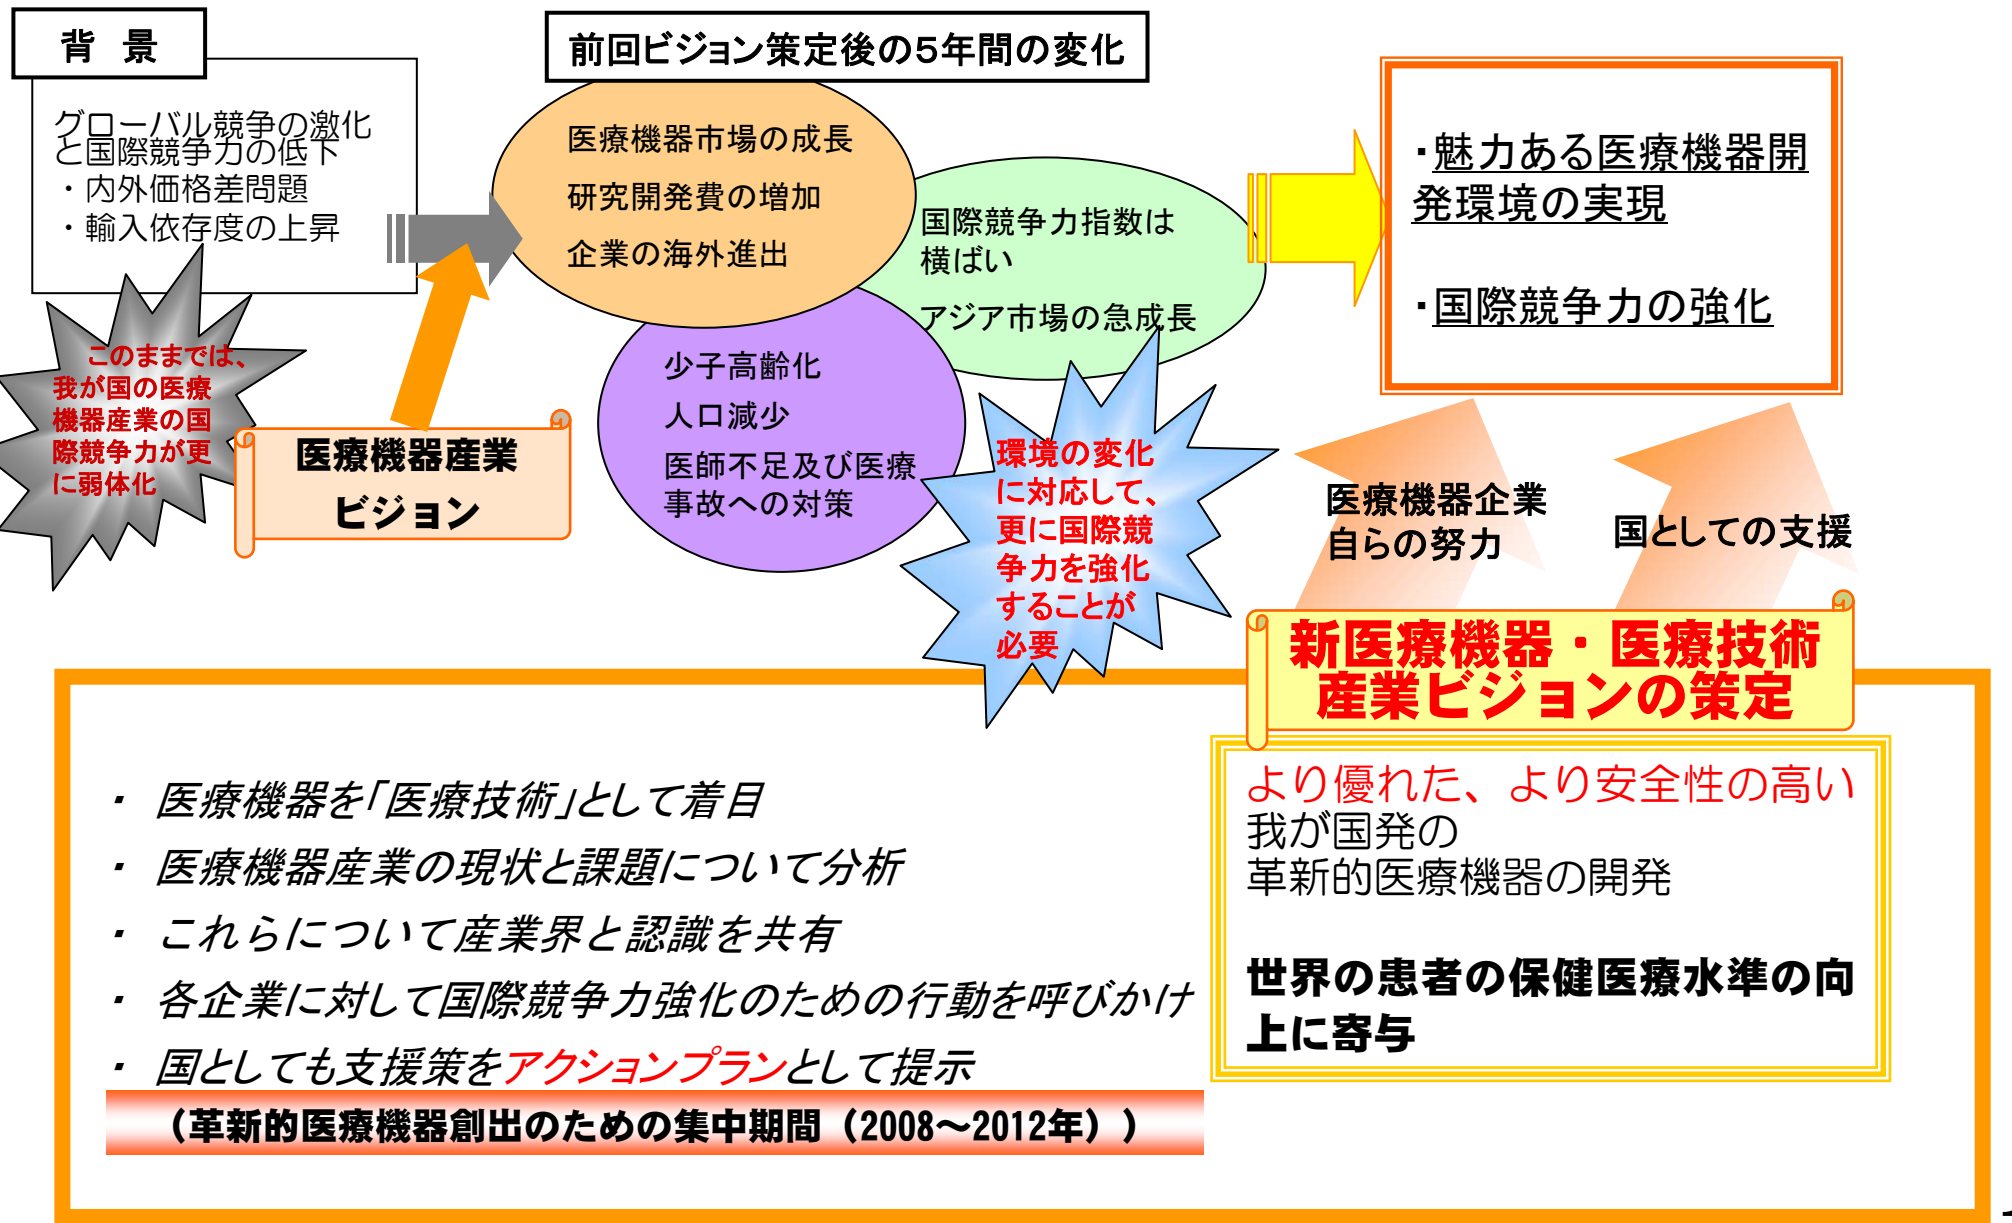 背　景
グローバル競争の激化
と国際競争力の低下
・内外価格差問題
・輸入依存度の上昇
このままでは、
我が国の医療
機器産業の国
際競争力が更
に弱体化
医療機器産業
ビジョン
前回ビジョン策定後の５年間の変化
医療機器市場の成長
研究開発費の増加
企業の海外進出
国際競争力指数は
横ばい
アジア市場の急成長
少子高齢化
人口減少
医師不足及び医療
事故への対策
環境の変化
に対応して、
更に国際競
争力を強化
することが
必要
・魅力ある医療機器開
発環境の実現
・国際競争力の強化
医療機器企業
自らの努力
国としての支援
新医療機器・医療技術
産業ビジョンの策定
・　医療機器を「医療技術」として着目
・　医療機器産業の現状と課題について分析
・　これらについて産業界と認識を共有
・　各企業に対して国際競争力強化のための行動を呼びかけ
・　国としても支援策をアクションプランとして提示
（革新的医療機器創出のための集中期間（2008～2012年））
より優れた、より安全性の高い
我が国発の
革新的医療機器の開発
世界の患者の保健医療水準の向
上に寄与